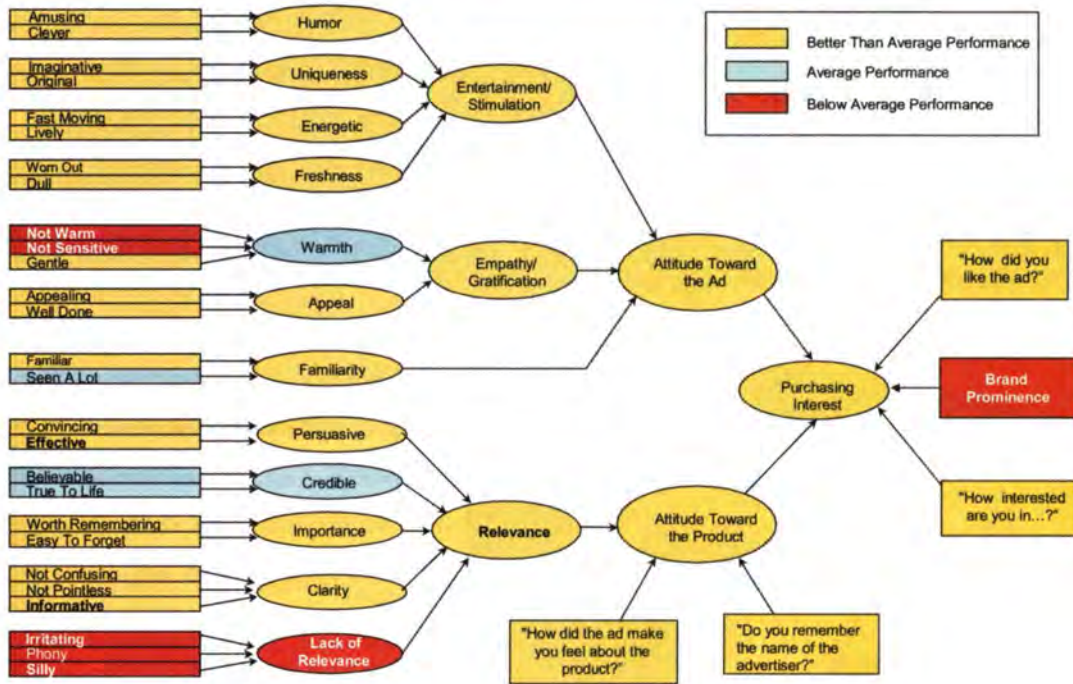 Amusing
Clever
Humor
Imaginative
Original
Uniqueness
Fast Moving
Lively
Energetic
Worn Out
Dull
Freshness
Entertainment/
Stimulation
Not Warm
Not Sensitive
Gentle
Warmth
Appealing
Well Done
Appeal
Empathy/
Gratification
Familiar
Seen A Lot
Familiarity
Attitude Toward
the Ad
Convincing
Effective
Persuasive
Believable
True To Life
Credible
Worth Remembering
Easy To Forget
Importance
Not Confusing
Not Pointless
Informative
Clarity
Irritating
Phony
Silly
Lack of
Relevance
Relevance
Attitude Toward
the Product
"How did the ad make
you feel about the
product?"
"Do you remember
the name of the
advertiser?"
Purchasing
Interest
"How did you
like the ad?"
Brand
Prominence
"How interested
are you in...?"
Better Than Average Performance
Average Performance
Below Average Performance